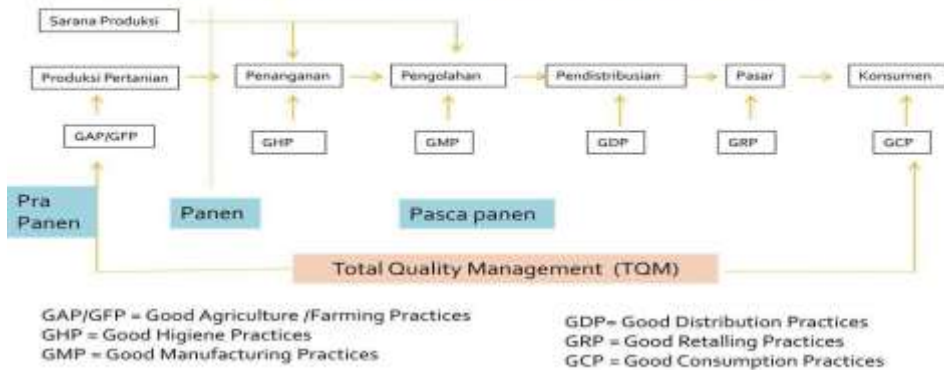 Sarana Produksi
Produksi Pertanian
Penanganan
Pengolahan
Pendistribusian
Pasar
Konsumen
GAP/GFP
GHP
GMP
GDP
GRP
GCP
Pra
Panen
Panen
Pasca panen
Total Quality Management (TQM)
GAP/GFP = Good Agriculture /Farming Practices
GHP = Good Higiene Practices
GMP = Good Manufacturing Practices
GDP= Good Distribution Practices
GRP = Good Retalling Practices
GCP = Good Consumption Practices